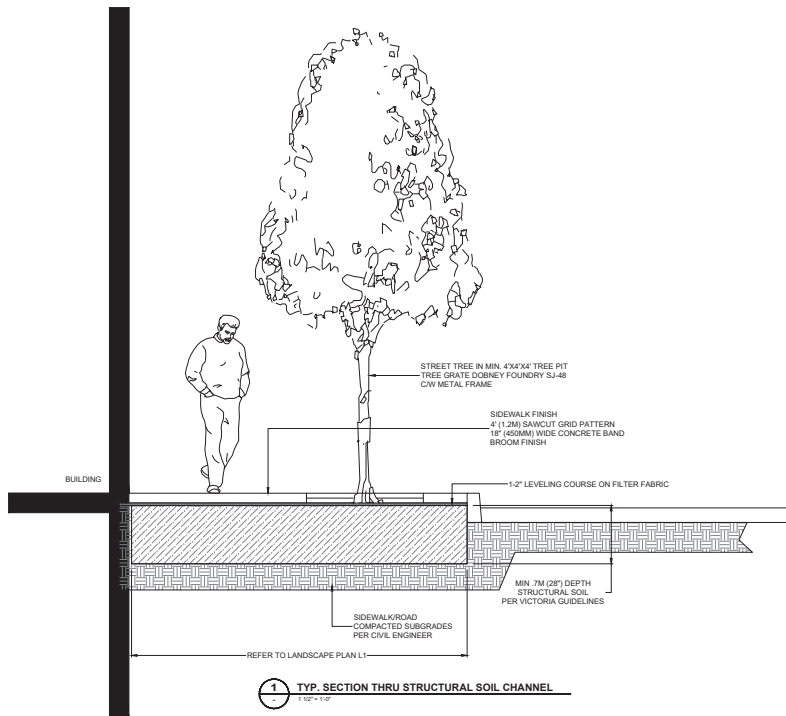 STREET TREE IN MIN. 4'X4'X4' TREE PIT
TREE GRATE DOBNEY FOUNDRY SJ-48
C/W METAL FRAME
SIDEWALK FINISH
4' (1.2M) SAWCUT GRID PATTERN
18" (450MM) WIDE CONCRETE BAND
BROOM FINISH
BUILDING
1-2" LEVELING COURSE ON FILTER FABRIC
MIN .7M (28") DEPTH
STRUCTURAL SOIL
PER VICTORIA GUIDELINES
SIDEWALK/ROAD
COMPACTED SUBGRADES
PER CIVIL ENGINEER
REFER TO LANDSCAPE PLAN L1
1 TYP. SECTION THRU STRUCTURAL SOIL CHANNEL
- 1 1/2" = 1'-0"